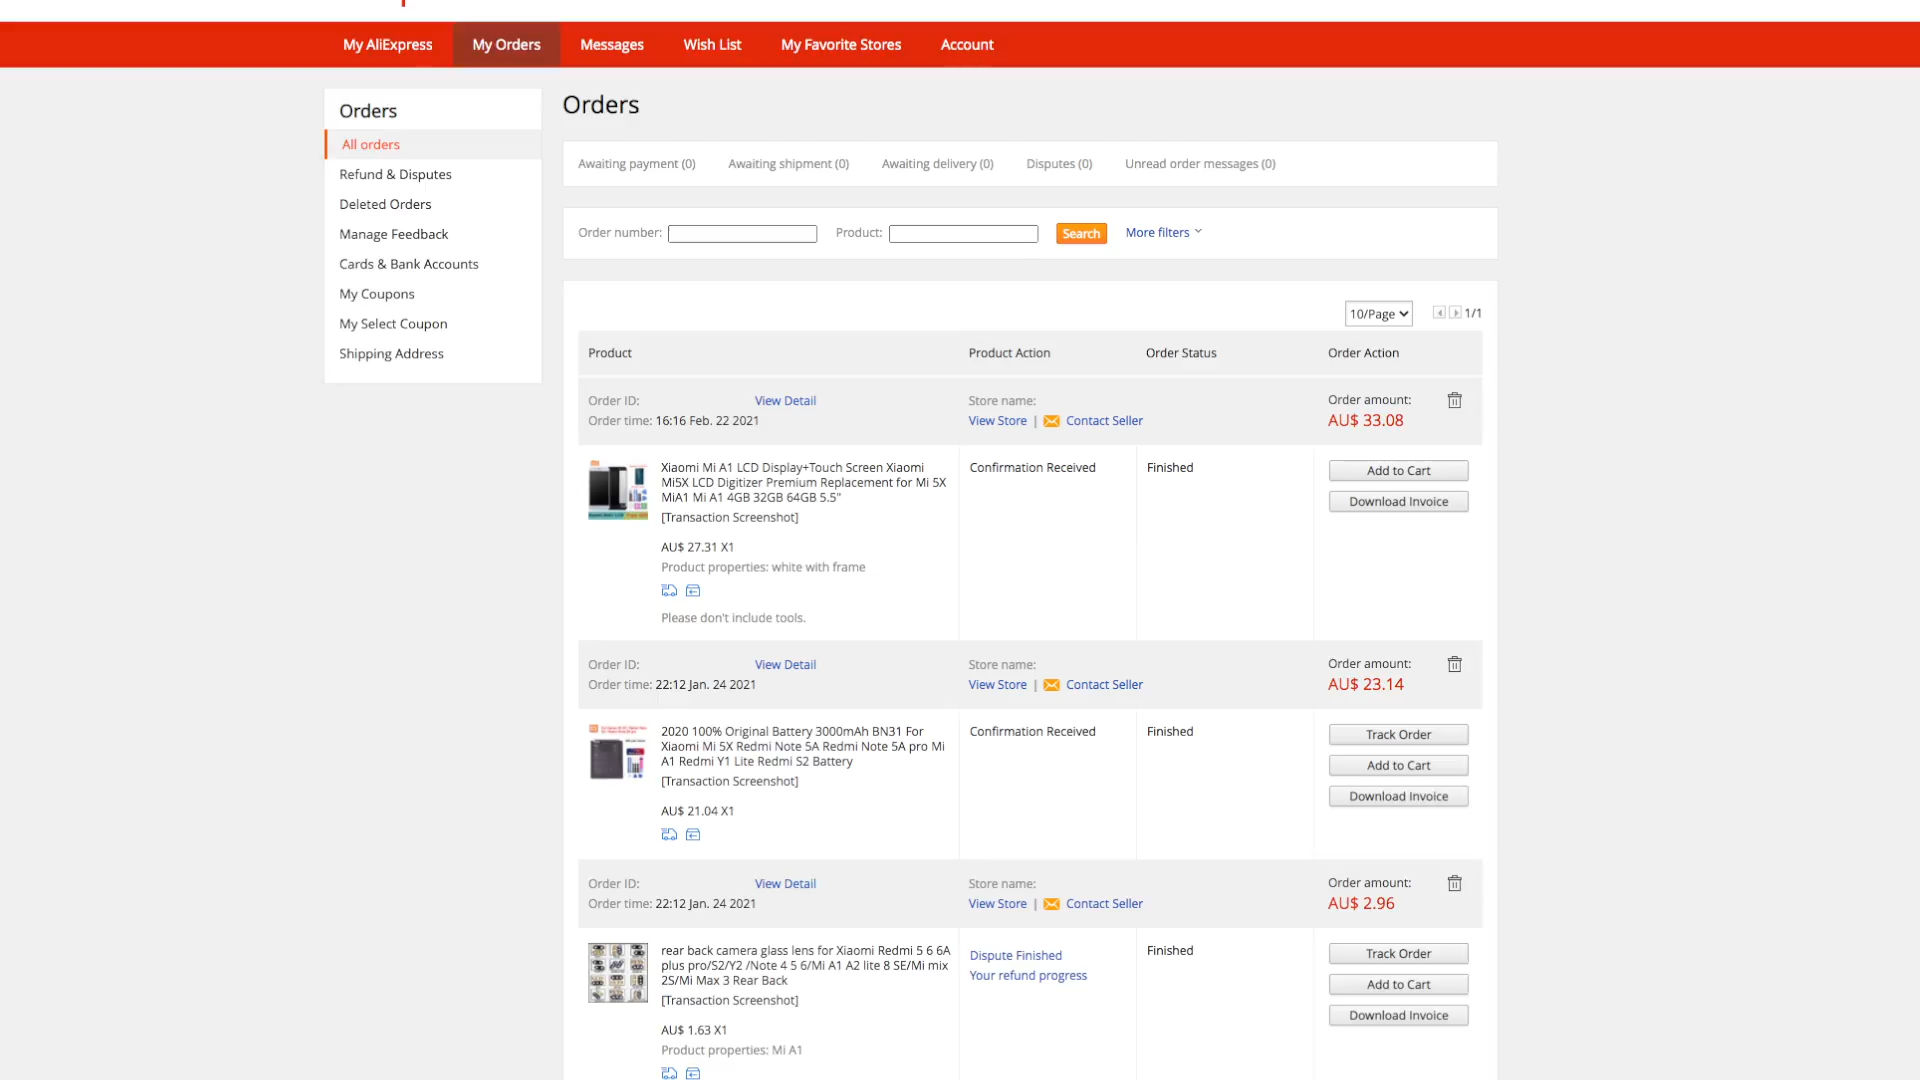 My AliExpress My Orders Messages Wish List My Favorite Stores Account
Orders
All orders
Refund & Disputes
Deleted Orders
Manage Feedback
Cards & Bank Accounts
My Coupons
My Select Coupon
Shipping Address
Orders
Awaiting payment (0) Awaiting shipment (0) Awaiting delivery (0) Disputes (0) Unread order messages (0)
Order number: Product: Search More filters
10/Page 1/1
Product Product Action Order Status Order Action
Order ID: View Detail Store name: Order amount:
Order time: 16:16 Feb. 22 2021 View Store | Contact Seller AU$ 33.08
Xiaomi Mi A1 LCD Display+Touch Screen Xiaomi Confirmation Received Finished Add to Cart
Mi5X LCD Digitizer Premium Replacement for Mi 5X
MiA1 Mi A1 4GB 32GB 64GB 5.5" Download Invoice
[Transaction Screenshot]
AU$ 27.31 X1
Product properties: white with frame
Please don't include tools.
Order ID: View Detail Store name: Order amount:
Order time: 22:12 Jan. 24 2021 View Store | Contact Seller AU$ 23.14
2020 100% Original Battery 3000mAh BN31 For Confirmation Received Finished Track Order
Xiaomi Mi 5X Redmi Note 5A Redmi Note 5A pro Mi
A1 Redmi Y1 Lite Redmi S2 Battery Add to Cart
[Transaction Screenshot] Download Invoice
AU$ 21.04 X1
Order ID: View Detail Store name: Order amount:
Order time: 22:12 Jan. 24 2021 View Store | Contact Seller AU$ 2.96
rear back camera glass lens for Xiaomi Redmi 5 6 6A Dispute Finished Finished Track Order
plus pro/S2/Y2 /Note 4 5 6/Mi A1 A2 lite 8 SE/Mi mix Your refund progress
2S/Mi Max 3 Rear Back Add to Cart
[Transaction Screenshot] Download Invoice
AU$ 1.63 X1
Product properties: Mi A1